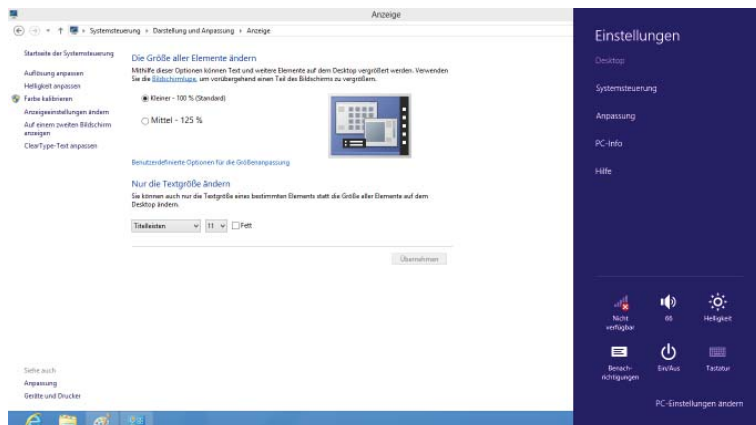 Anzeige
Systemsteuerung › Darstellung und Anpassung › Anzeige
Startseite der Systemsteuerung
Auflösung anpassen
Helligkeit anpassen
Farbe kalibrieren
Anzeigeeinstellungen ändern
Auf einem zweiten Bildschirm
anzeigen
ClearType-Text anpassen
Siehe auch
Anpassung
Geräte und Drucker
Die Größe aller Elemente ändern
Mithilfe dieser Optionen können Text und weitere Elemente auf dem Desktop vergrößert werden. Verwenden
Sie die Bildschirmlupe, um vorübergehend einen Teil des Bildschirms zu vergrößern.
Kleiner - 100 % (Standard)
Mittel - 125 %
Benutzerdefinierte Optionen für die Größenanpassung
Nur die Textgröße ändern
Sie können auch nur die Textgröße eines bestimmten Elements statt die Größe aller Elemente auf dem
Desktop ändern.
Titelleisten 11 Fett
Übernehmen
Einstellungen
Desktop
Systemsteuerung
Anpassung
PC-Info
Hilfe
Nicht
verfügbar
66
Helligkeit
Benach-
richtigungen
Ein/Aus
Tastatur
PC-Einstellungen ändern